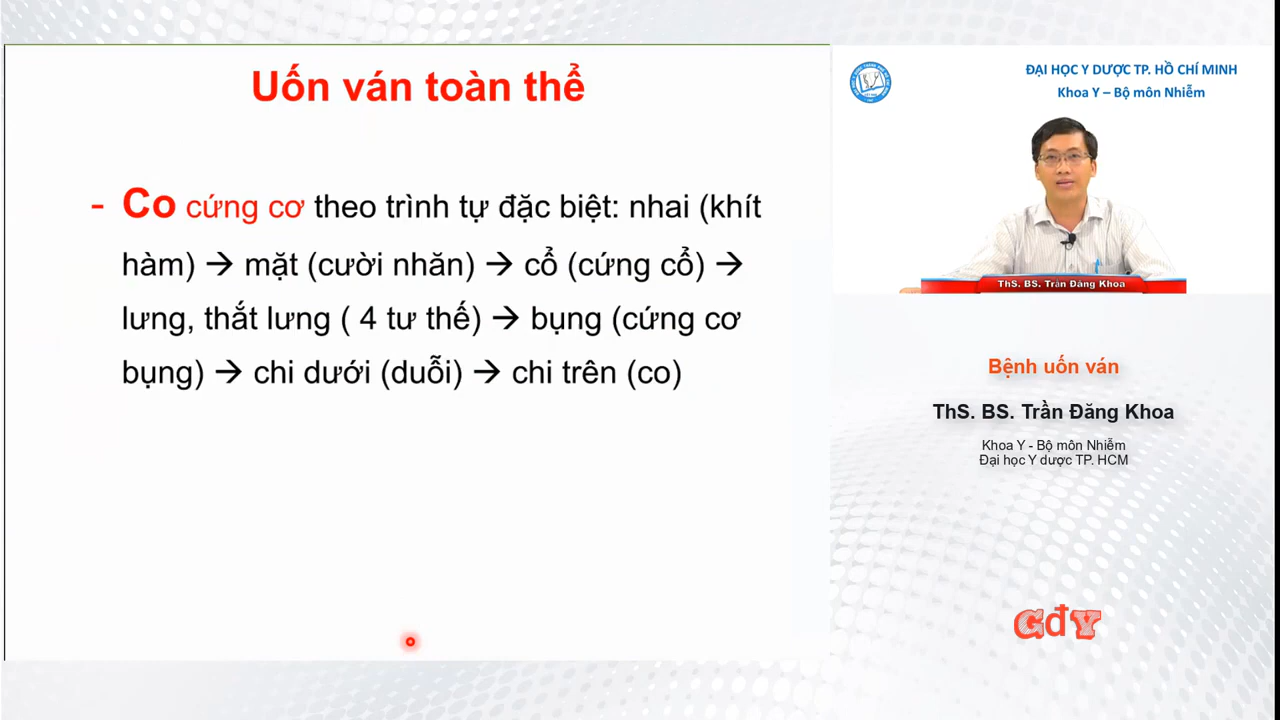 Uốn ván toàn thể
- Co cứng cơ theo trình tự đặc biệt: nhai (khít
hàm) → mặt (cười nhăn) → cổ (cứng cổ) →
lưng, thắt lưng ( 4 tư thế) → bụng (cứng cơ
bụng) → chi dưới (duỗi) → chi trên (co)
ĐẠI HỌC Y DƯỢC TP. HỒ CHÍ MINH
Khoa Y – Bộ môn Nhiễm
ThS. BS. Trần Đăng Khoa
Bệnh uốn ván
ThS. BS. Trần Đăng Khoa
Khoa Y - Bộ môn Nhiễm
Đại học Y dược TP. HCM
GđY